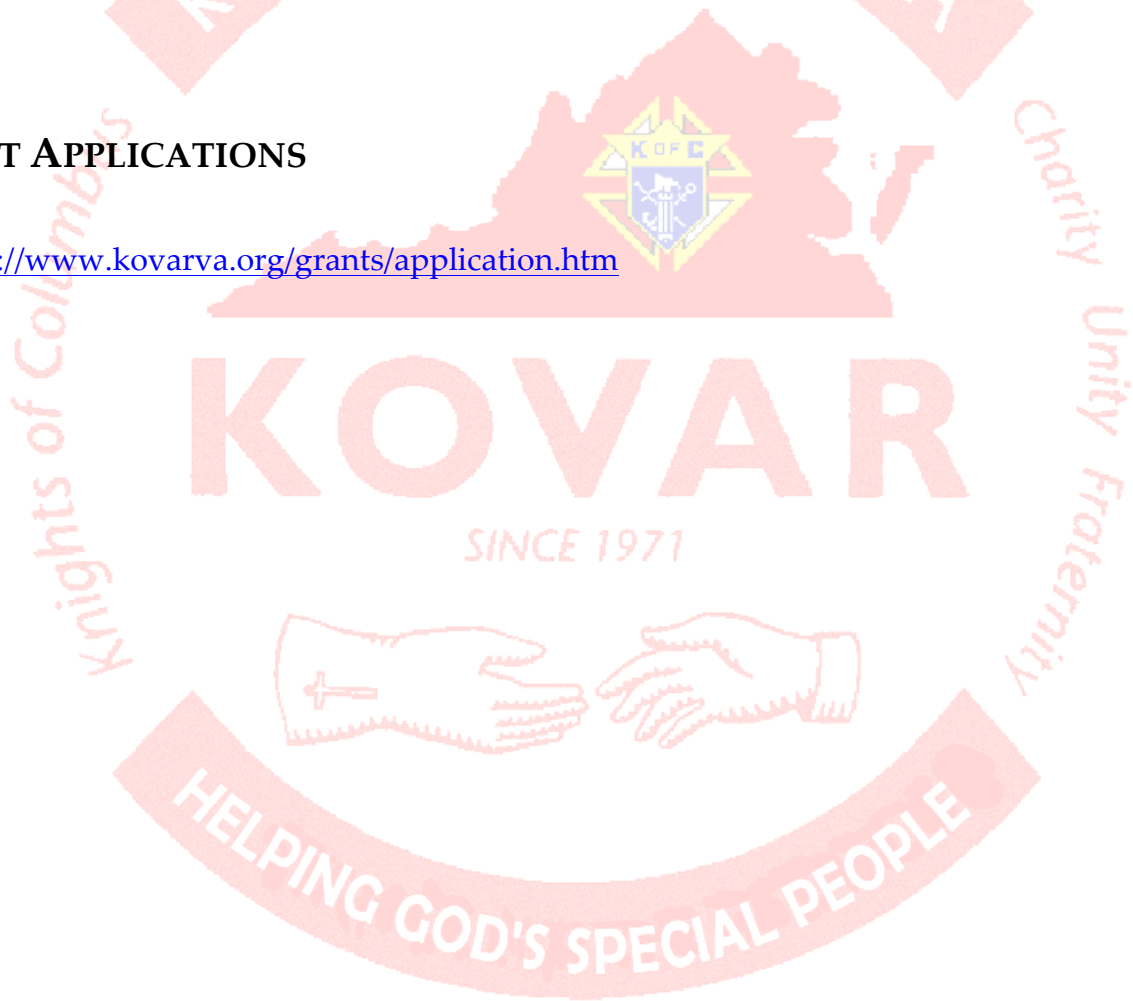 T APPLICATIONS
://www.kovarva.org/grants/application.htm
K OF C
Knights of Columbus
Charity Unity Fraternity
KOVAR
SINCE 1971
HELPING GOD'S SPECIAL PEOPLE